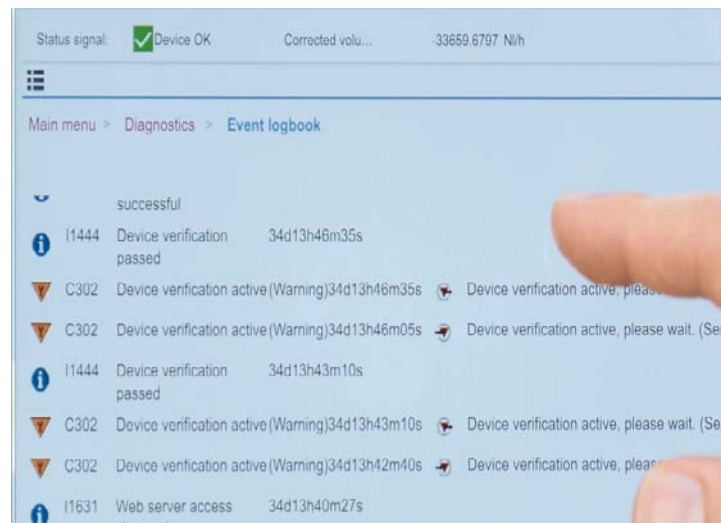 Status signal: Device OK Corrected volu... -33659.6797 Nl/h
Main menu > Diagnostics > Event logbook
successful
I1444 Device verification 34d13h46m35s
passed
C302 Device verification active (Warning)34d13h46m35s Device verification active,
C302 Device verification active (Warning)34d13h46m05s Device verification active, please wait. (Se
I1444 Device verification 34d13h43m10s
passed
C302 Device verification active (Warning)34d13h43m10s Device verification active, please wait. (Se
C302 Device verification active (Warning)34d13h42m40s Device verification active,
I1631 Web server access 34d13h40m27s